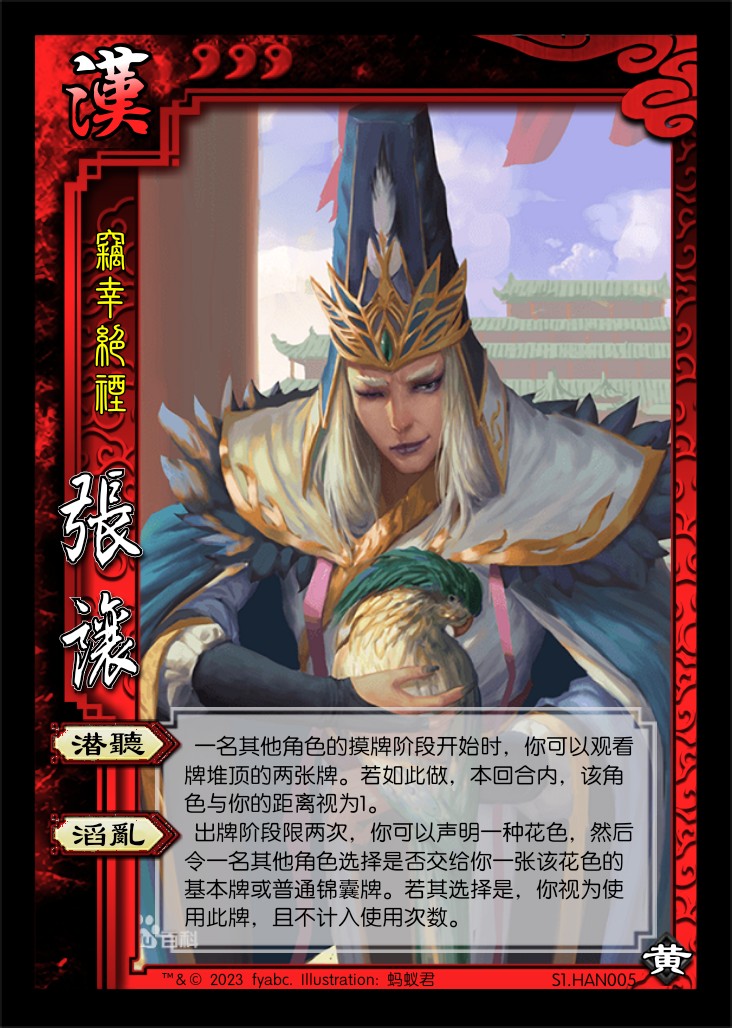 漢
竊幸絕禋
張讓
潜聽
一名其他角色的摸牌阶段开始时，你可以观看
牌堆顶的两张牌。若如此做，本回合内，该角
色与你的距离视为1。
滔亂
出牌阶段限两次，你可以声明一种花色，然后
令一名其他角色选择是否交给你一张该花色的
基本牌或普通锦囊牌。若其选择是，你视为使
用此牌，且不计入使用次数。
百科
™ & © 2023 fyabc. Illustration: 蚂蚁君
S1.HAN005
黄